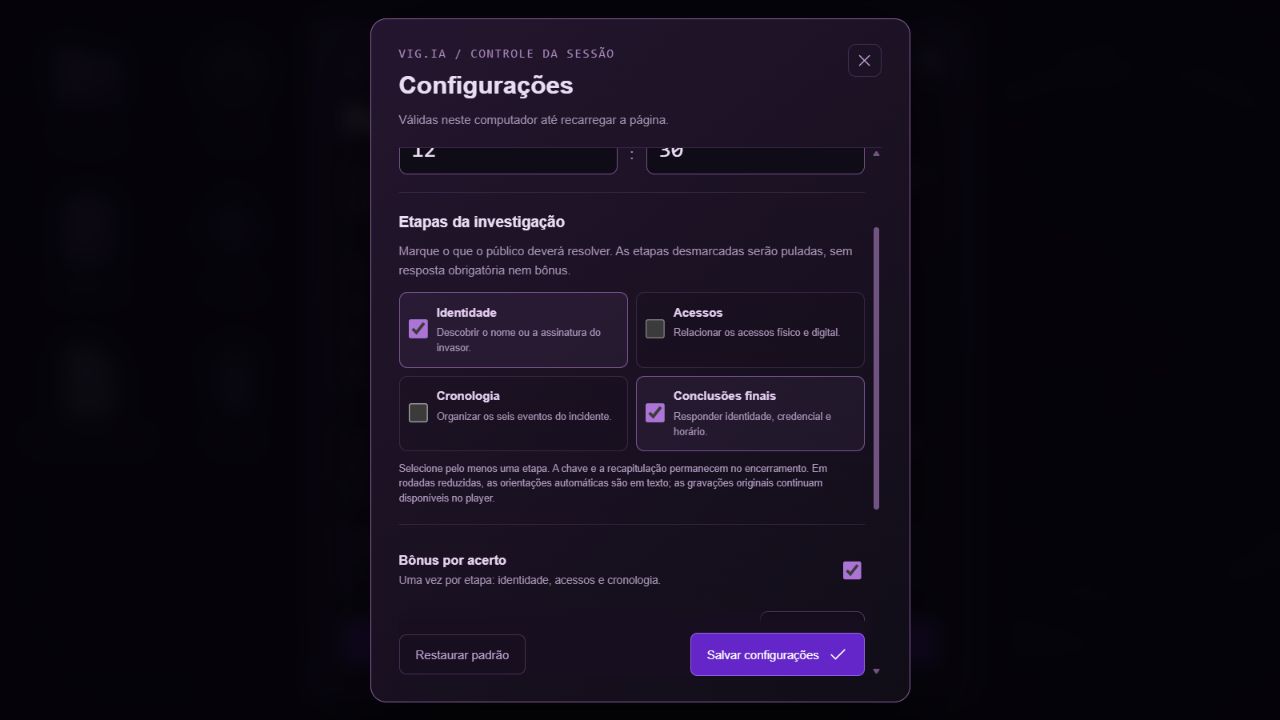 VIG.IA / CONTROLE DA SESSÃO
Configurações
Válidas neste computador até recarregar a página.
12 : 30
Etapas da investigação
Marque o que o público deverá resolver. As etapas desmarcadas serão puladas, sem
resposta obrigatória nem bônus.
Identidade
Descobrir o nome ou a assinatura do
invasor.
Acessos
Relacionar os acessos físico e digital.
Cronologia
Organizar os seis eventos do incidente.
Conclusões finais
Responder identidade, credencial e
horário.
Selecione pelo menos uma etapa. A chave e a recapitulação permanecem no encerramento. Em
rodadas reduzidas, as orientações automáticas são em texto; as gravações originais continuam
disponíveis no player.
Bônus por acerto
Uma vez por etapa: identidade, acessos e cronologia.
Restaurar padrão
Salvar configurações